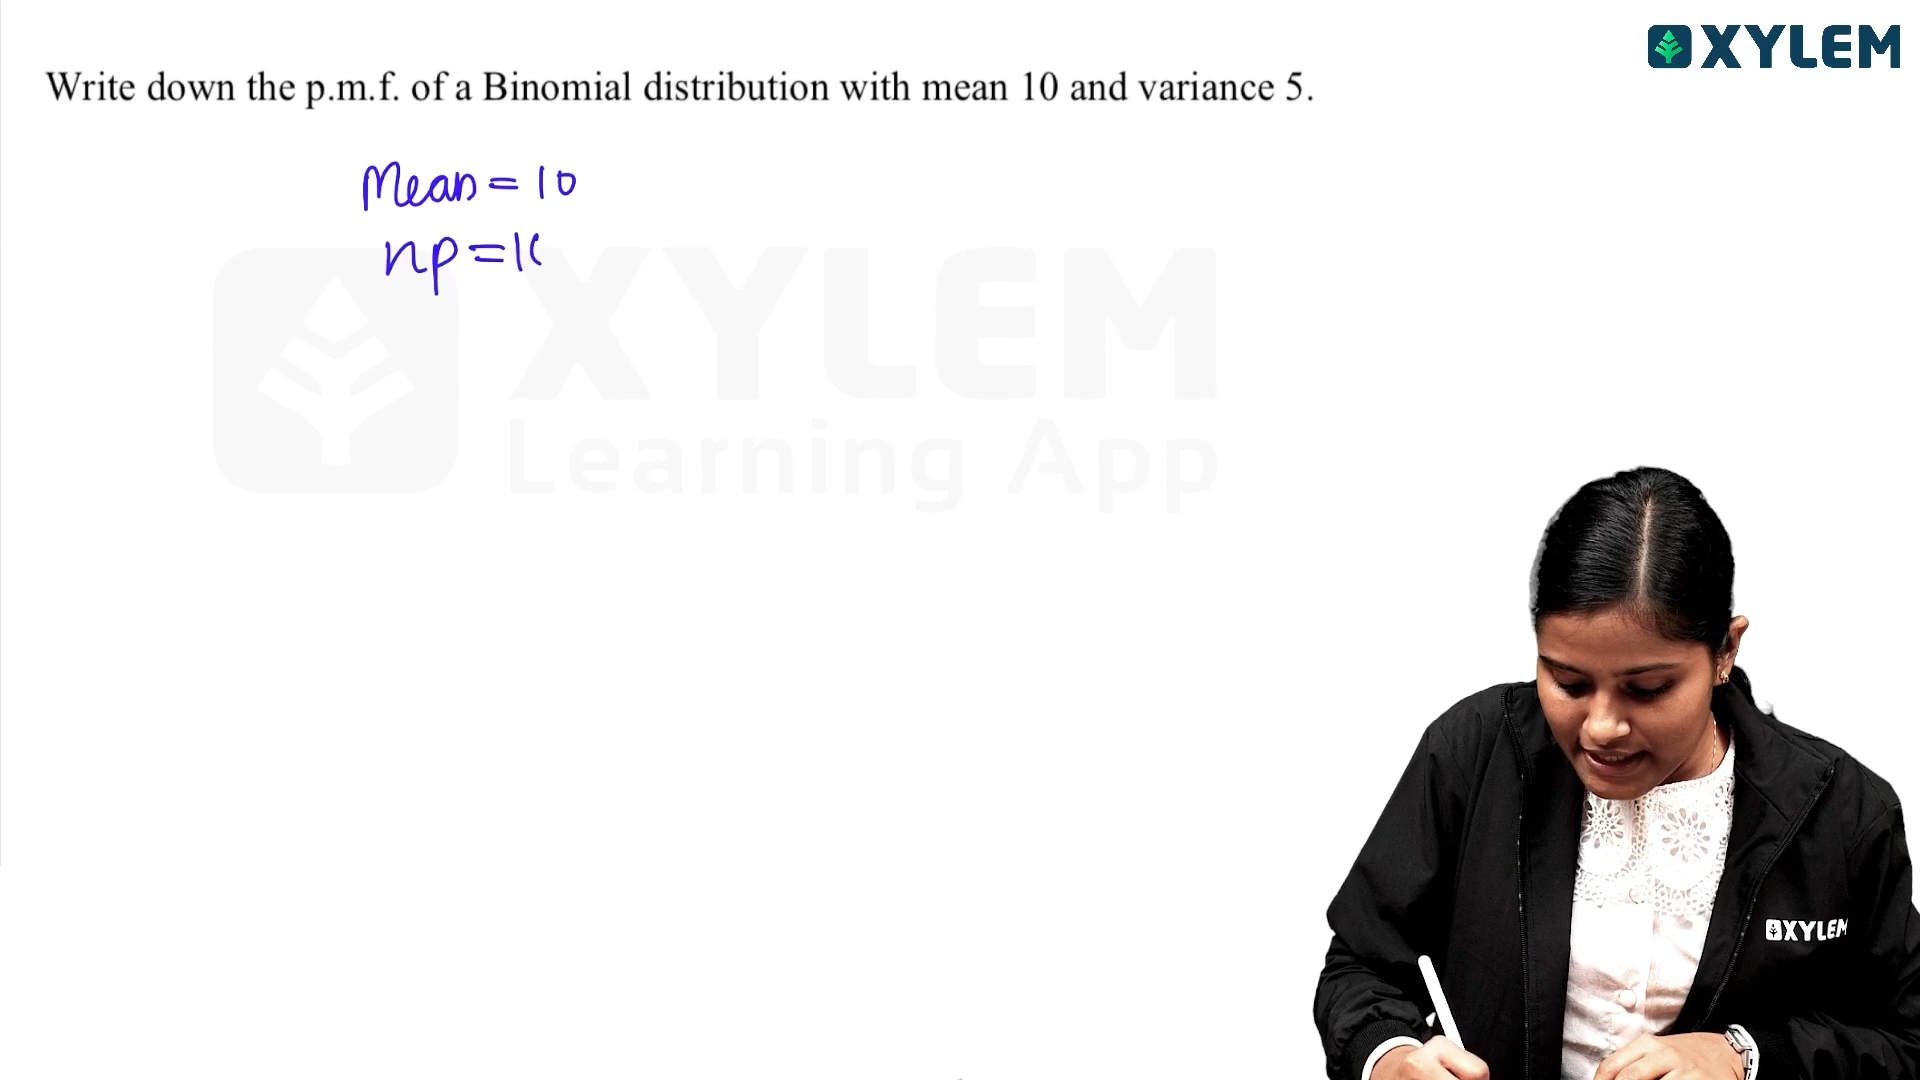 XYLEM
Write down the p.m.f. of a Binomial distribution with mean 10 and variance 5.
Mean = 10
np = 1(
XYLEM
Learning App
XYLEM